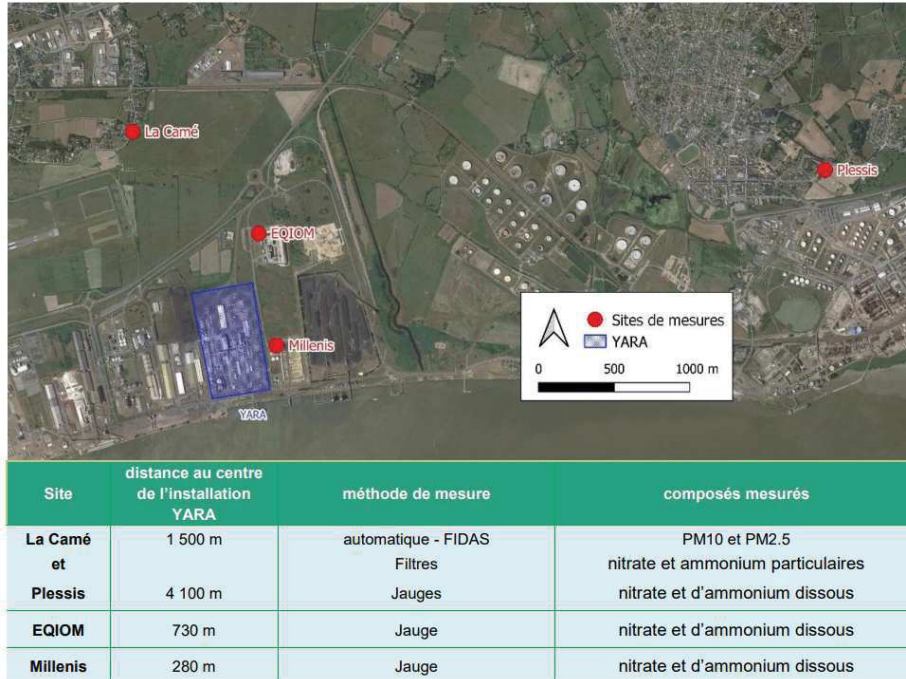 La Camé
Plessis
EQIOM
Millenis
YARA
Sites de mesures
YARA
0 500 1000 m
Site
distance au centre
de l'installation
YARA
méthode de mesure
composés mesurés
La Camé
et
Plessis
1 500 m
4 100 m
automatique - FIDAS
Filtres
Jauges
PM10 et PM2.5
nitrate et ammonium particulaires
nitrate et d'ammonium dissous
EQIOM
730 m
Jauge
nitrate et d'ammonium dissous
Millenis
280 m
Jauge
nitrate et d'ammonium dissous